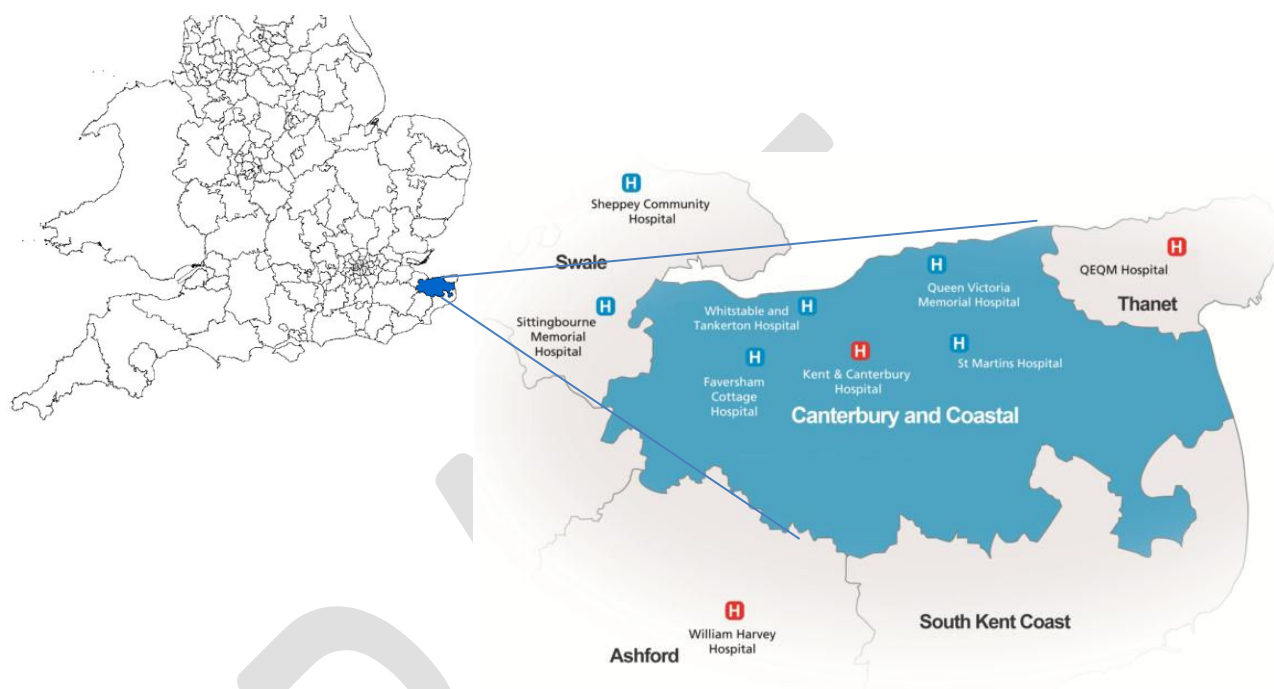 H
Sheppey Community
Hospital
Swale
H
Sittingbourne
Memorial
Hospital
H
Whitstable and
Tankerton Hospital
H
Queen Victoria
Memorial Hospital
H
QEQM Hospital
Thanet
H
Faversham
Cottage
Hospital
H
Kent & Canterbury
Hospital
H
St Martins Hospital
Canterbury and Coastal
H
William Harvey
Hospital
Ashford
South Kent Coast